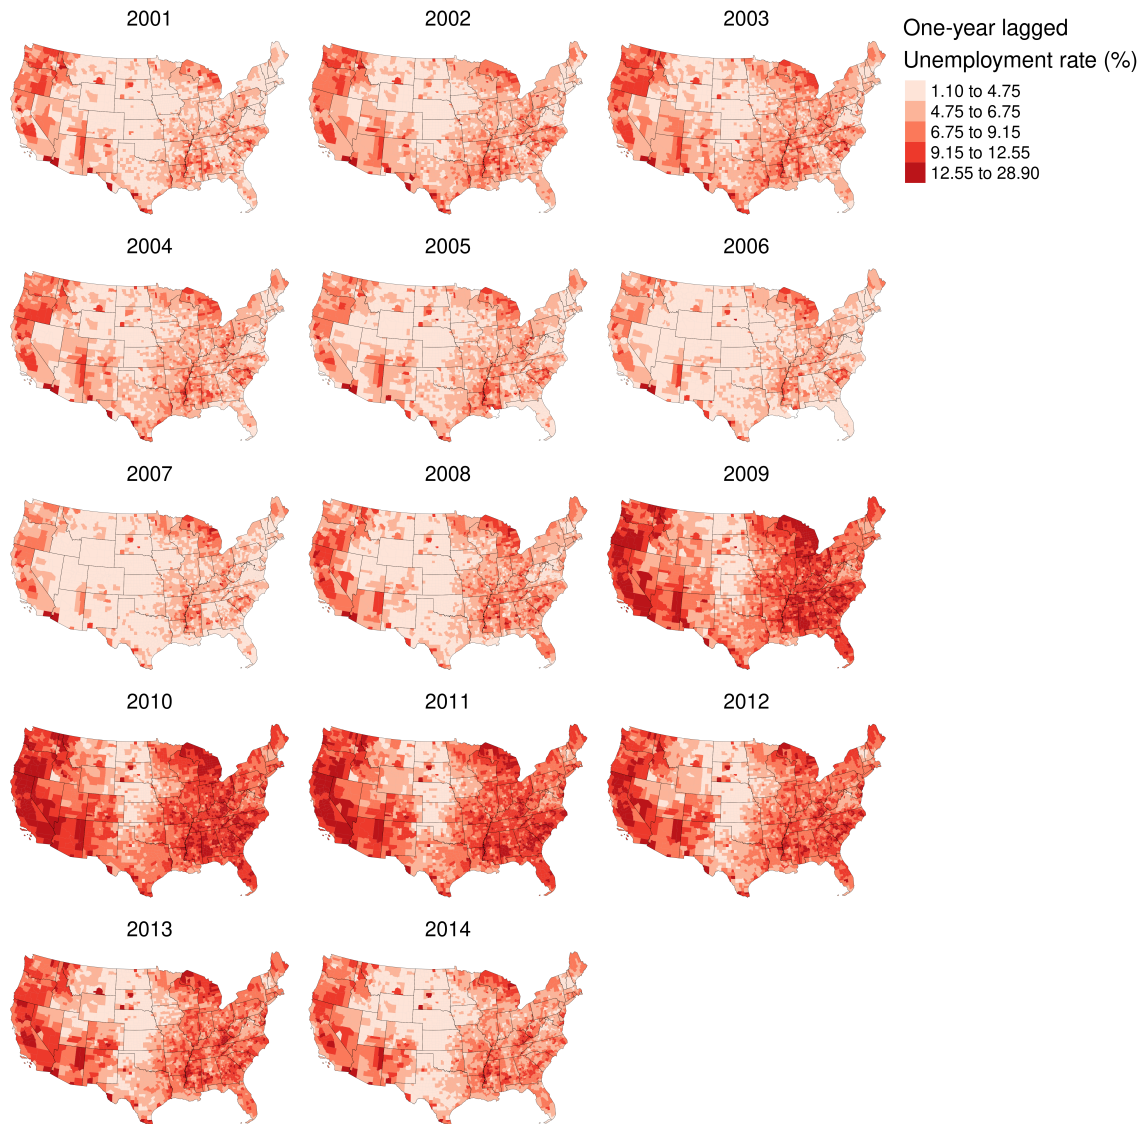 2001
2002
2003
One-year lagged
Unemployment rate (%)
1.10 to 4.75
4.75 to 6.75
6.75 to 9.15
9.15 to 12.55
12.55 to 28.90
2004
2005
2006
2007
2008
2009
2010
2011
2012
2013
2014